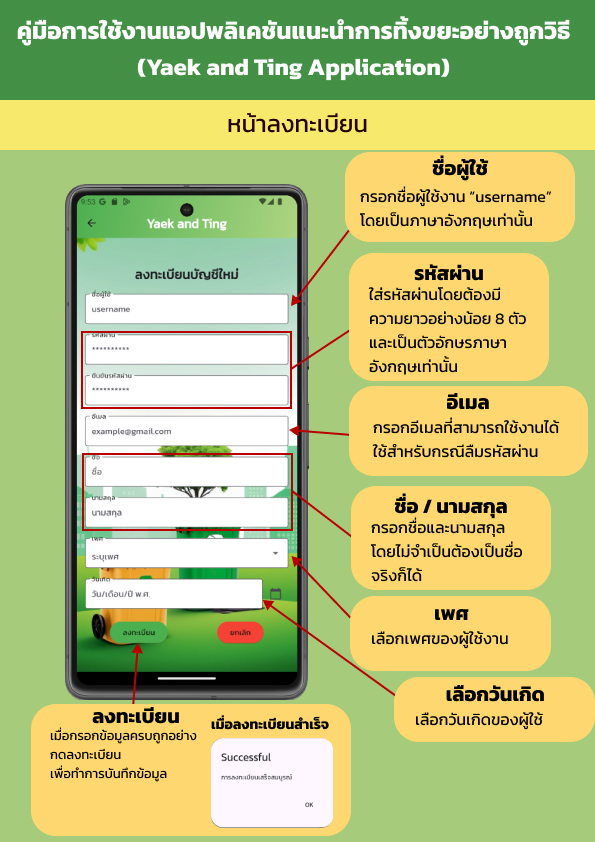 คู่มือการใช้งานแอปพลิเคชันแนะนำการทิ้งขยะอย่างถูกวิธี
(Yaek and Ting Application)
หน้าลงทะเบียน
ชื่อผู้ใช้
กรอกชื่อผู้ใช้งาน “username”
โดยเป็นภาษาอังกฤษเท่านั้น
รหัสผ่าน
ใส่รหัสผ่านโดยต้องมี
ความยาวอย่างน้อย 8 ตัว
และเป็นตัวอักษรภาษา
อังกฤษเท่านั้น
อีเมล
กรอกอีเมลที่สามารถใช้งานได้
ใช้สำหรับกรณีลืมรหัสผ่าน
ชื่อ / นามสกุล
กรอกชื่อและนามสกุล
โดยไม่จำเป็นต้องเป็นชื่อ
จริงก็ได้
เพศ
เลือกเพศของผู้ใช้งาน
เลือกวันเกิด
เลือกวันเกิดของผู้ใช้
9:53
Yaek and Ting
ลงทะเบียนบัญชีใหม่
ชื่อผู้ใช้
username
รหัสผ่าน
**********
ยืนยันรหัสผ่าน
**********
อีเมล
example@gmail.com
ชื่อ
ชื่อ
นามสกุล
นามสกุล
เพศ
ระบุเพศ
วันเกิด
วัน/เดือน/ปี พ.ศ.
ลงทะเบียน
ยกเลิก
ลงทะเบียน
เมื่อกรอกข้อมูลครบถูกอย่าง
กดลงทะเบียน
เพื่อทำการบันทึกข้อมูล
เมื่อลงทะเบียนสำเร็จ
Successful
การลงทะเบียนเสร็จสมบูรณ์
OK